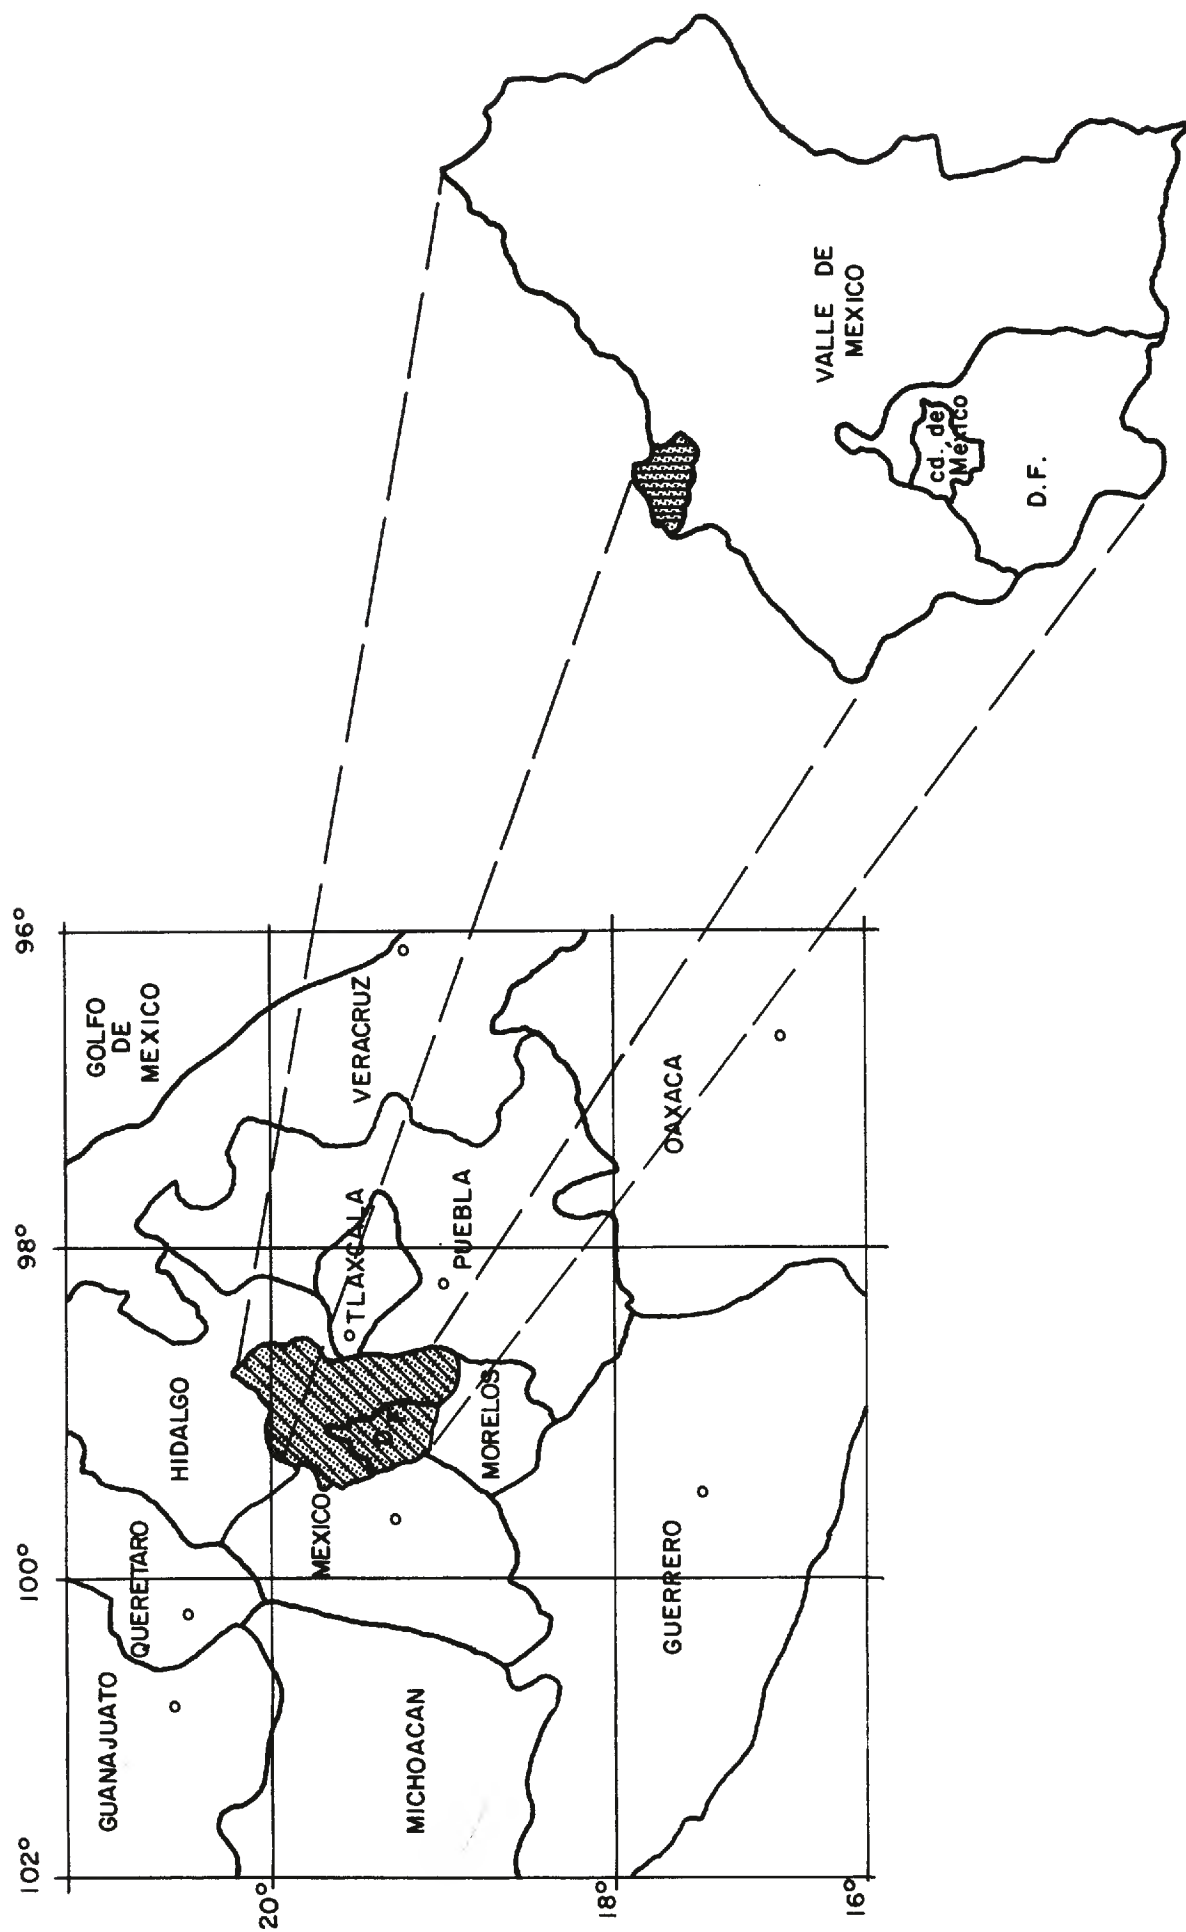 102°
100°
98°
96°
20°
18°
16°
GUANAJUATO
QUERETARO
HIDALGO
GOLFO
DE
MEXICO
MICHOACAN
MEXICO
D.F.
TLAXCALA
VERACRUZ
PUEBLA
MORELOS
GUERRERO
OAXACA
VALLE DE
MEXICO
cd. de
México
D.F.